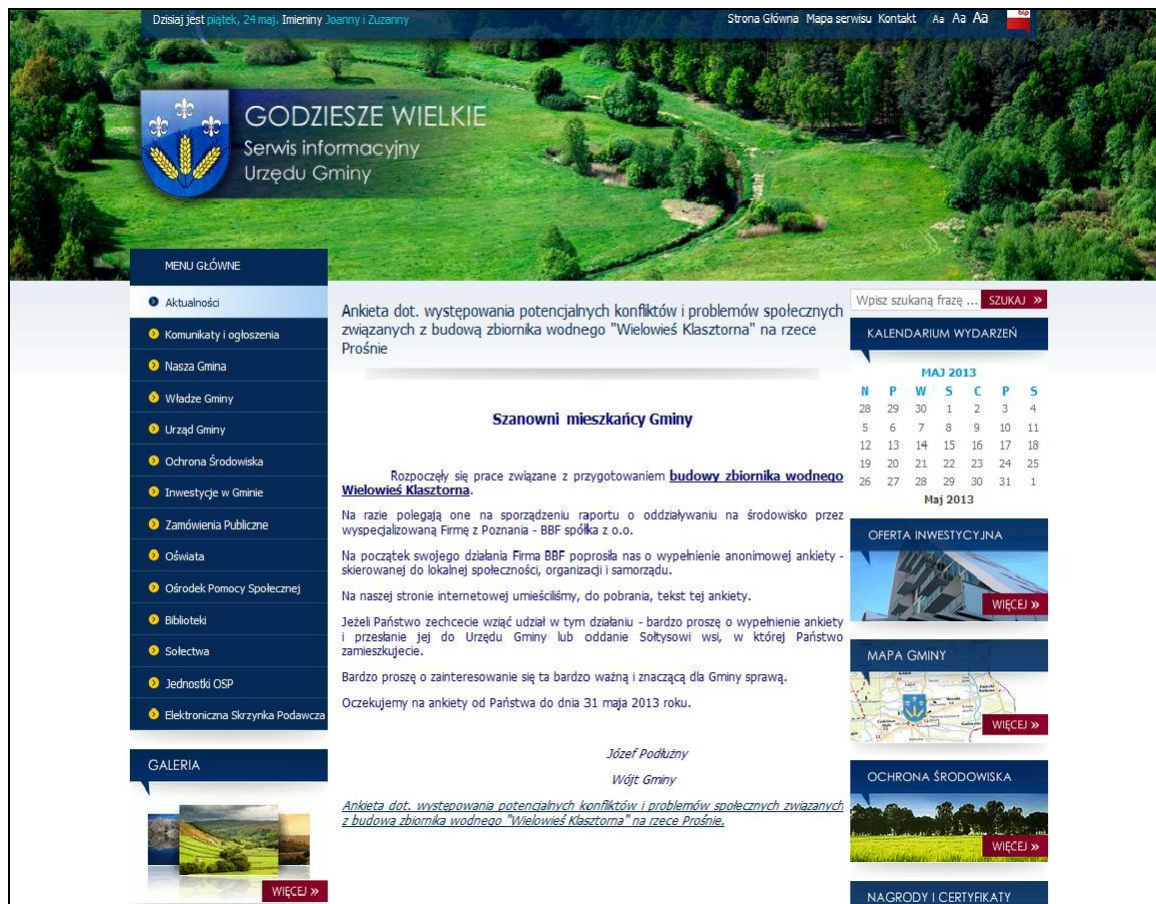 Dzisiaj jest piątek, 24 maj. Imieniny Joanny i Zuzanny
Strona Główna Mapa serwisu Kontakt Aa Aa Aa
bip
GODZIESZE WIELKIE
Serwis informacyjny
Urzędu Gminy
MENU GŁÓWNE
Aktualności
Komunikaty i ogłoszenia
Nasza Gmina
Władze Gminy
Urząd Gminy
Ochrona Środowiska
Inwestycje w Gminie
Zamówienia Publiczne
Oświata
Ośrodek Pomocy Społecznej
Biblioteki
Sołectwa
Jednostki OSP
Elektroniczna Skrzynka Podawcza
GALERIA
WIĘCEJ »
Ankieta dot. występowania potencjalnych konfliktów i problemów społecznych
związanych z budową zbiornika wodnego "Wielowieś Klasztorna" na rzece
Prośnie
Szanowni mieszkańcy Gminy
Rozpoczęły się prace związane z przygotowaniem budowy zbiornika wodnego
Wielowieś Klasztorna.
Na razie polegają one na sporządzeniu raportu o oddziaływaniu na środowisko przez
wyspecjalizowaną Firmę z Poznania - BBF spółka z o.o.
Na początek swojego działania Firma BBF poprosiła nas o wypełnienie anonimowej ankiety -
skierowanej do lokalnej społeczności, organizacji i samorządu.
Na naszej stronie internetowej umieściliśmy, do pobrania, tekst tej ankiety.
Jeżeli Państwo zechcecie wziąć udział w tym działaniu - bardzo proszę o wypełnienie ankiety
i przesłanie jej do Urzędu Gminy lub oddanie Sołtysowi wsi, w której Państwo
zamieszkujecie.
Bardzo proszę o zainteresowanie się ta bardzo ważną i znaczącą dla Gminy sprawą.
Oczekujemy na ankiety od Państwa do dnia 31 maja 2013 roku.
Józef Podłużny
Wójt Gminy
Ankieta dot. występowania potencjalnych konfliktów i problemów społecznych związanych
z budową zbiornika wodnego "Wielowieś Klasztorna" na rzece Prośnie.
Wpisz szukaną frazę ... SZUKAJ »
KALENDARIUM WYDARZEŃ
MAJ 2013
N P W S C P S
28 29 30 1 2 3 4
5 6 7 8 9 10 11
12 13 14 15 16 17 18
19 20 21 22 23 24 25
26 27 28 29 30 31 1
Maj 2013
OFERTA INWESTYCYJNA
WIĘCEJ »
MAPA GMINY
WIĘCEJ »
OCHRONA ŚRODOWISKA
WIĘCEJ »
NAGRODY I CERTYFIKATY